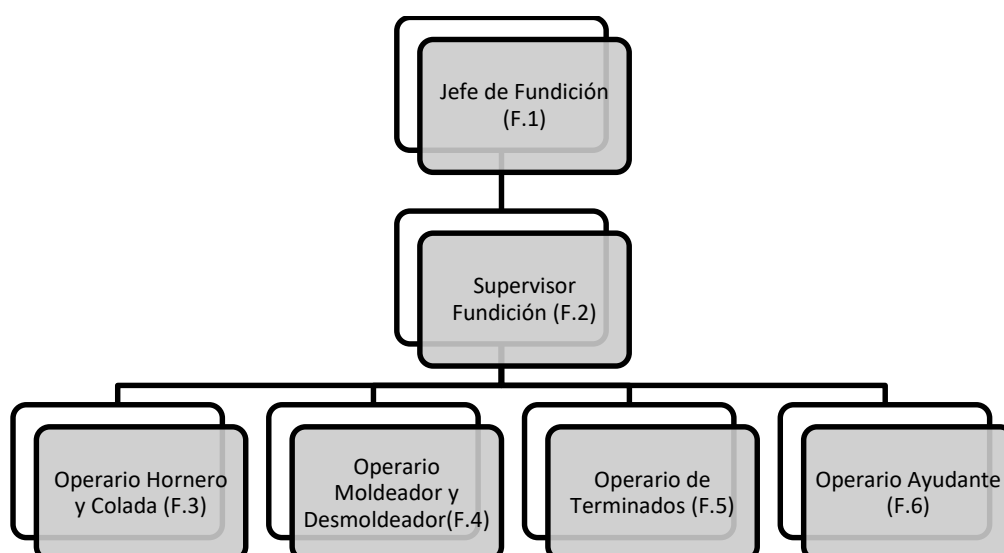 Jefe de Fundición
(F.1)
Supervisor
Fundición (F.2)
Operario Hornero
y Colada (F.3)
Operario
Moldeador y
Desmoldeador(F.4)
Operario de
Terminados (F.5)
Operario Ayudante
(F.6)